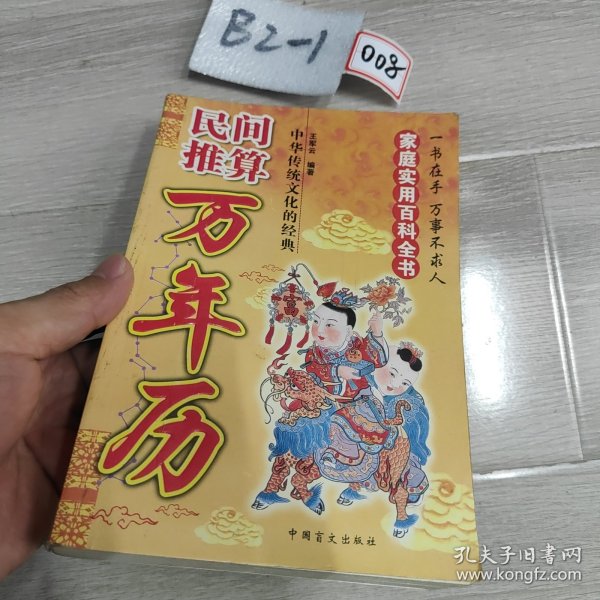 B2-1
008
民间
推算
万年历
王军云 编著
中华传统文化的经典
家庭实用百科全书
一书在手 万事不求人
富
中国盲文出版社
孔夫子旧书网
www.kongfz.com